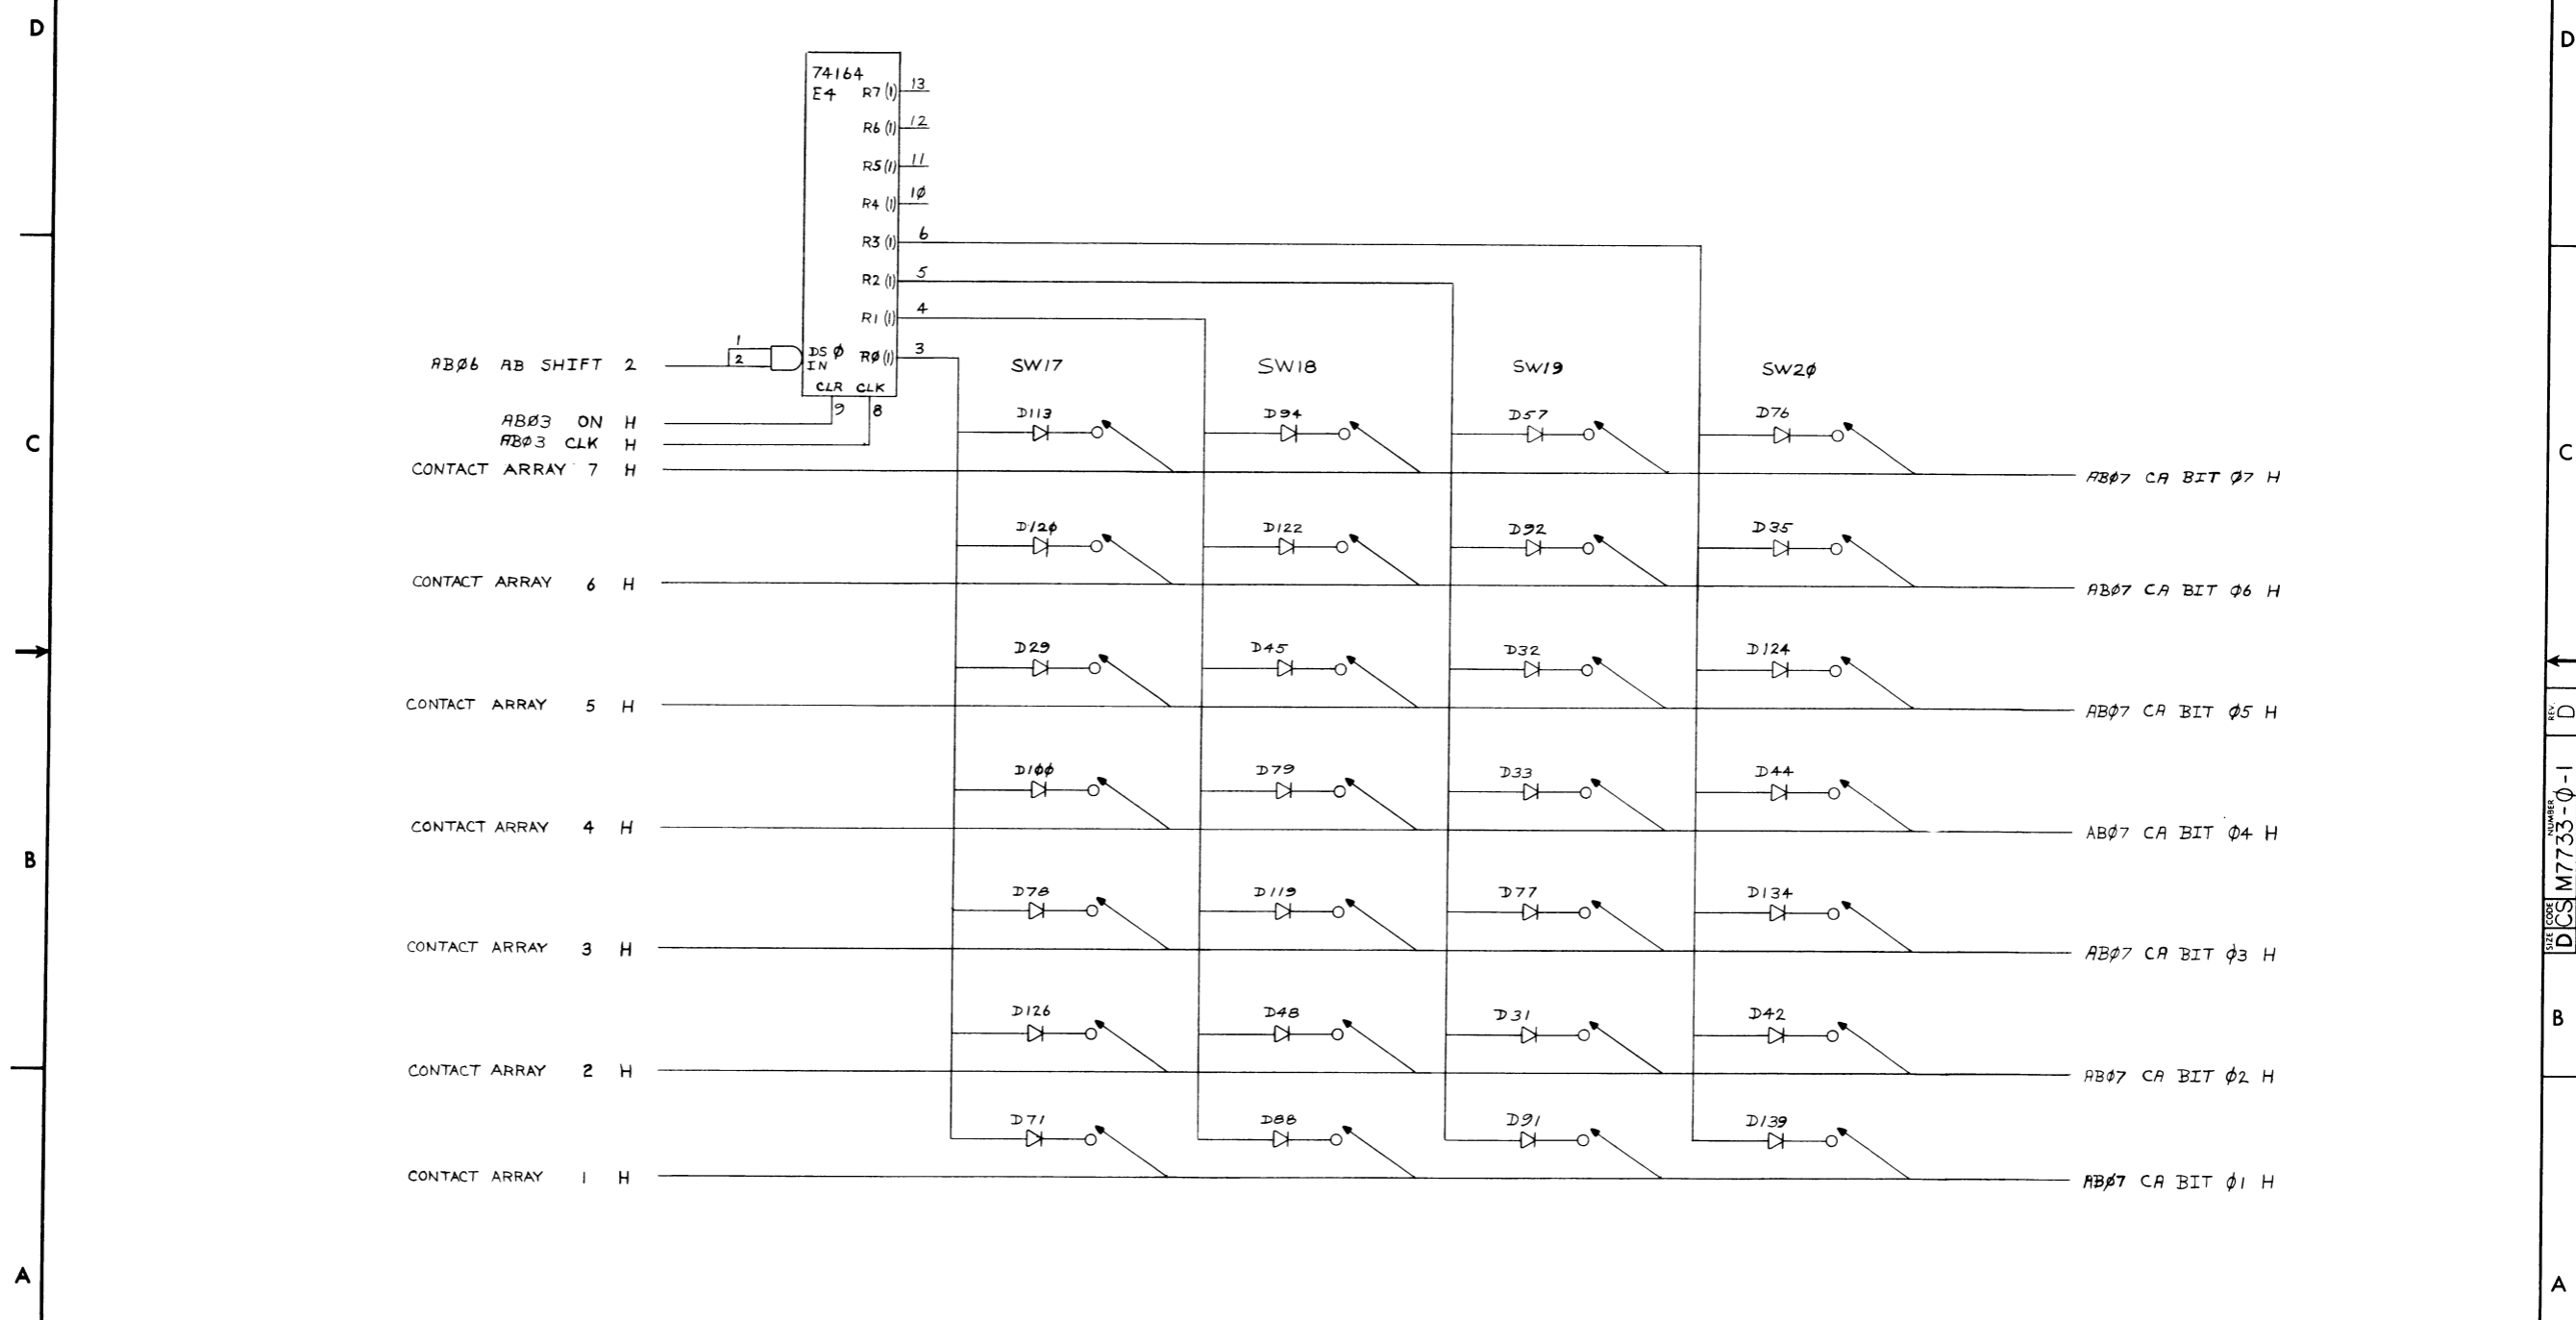 D
D
74164
E4 R7 (1) 13
R6 (1) 12
R5 (1) 11
R4 (1) 1Ø
R3 (1) 6
R2 (1) 5
R1 (1) 4
1
2
DS Ø RØ (1) 3
IN
CLR CLK
9 8
ABØ6 AB SHIFT 2
ABØ3 ON H
ABØ3 CLK H
SW17 SW18 SW19 SW2Ø
C
C
D113 D94 D57 D76
CONTACT ARRAY 7 H
ABØ7 CA BIT Ø7 H
D12Ø D122 D92 D35
CONTACT ARRAY 6 H
ABØ7 CA BIT Ø6 H
D29 D45 D32 D124
CONTACT ARRAY 5 H
ABØ7 CA BIT Ø5 H
D1ØØ D79 D33 D44
CONTACT ARRAY 4 H
ABØ7 CA BIT Ø4 H
B
D78 D119 D77 D134
CONTACT ARRAY 3 H
ABØ7 CA BIT Ø3 H
D126 D48 D31 D42
B
CONTACT ARRAY 2 H
ABØ7 CA BIT Ø2 H
D71 D88 D91 D139
CONTACT ARRAY 1 H
ABØ7 CA BIT Ø1 H
A
A
SIZE CODE NUMBER REV.
D CS M7733-Ø-1 D